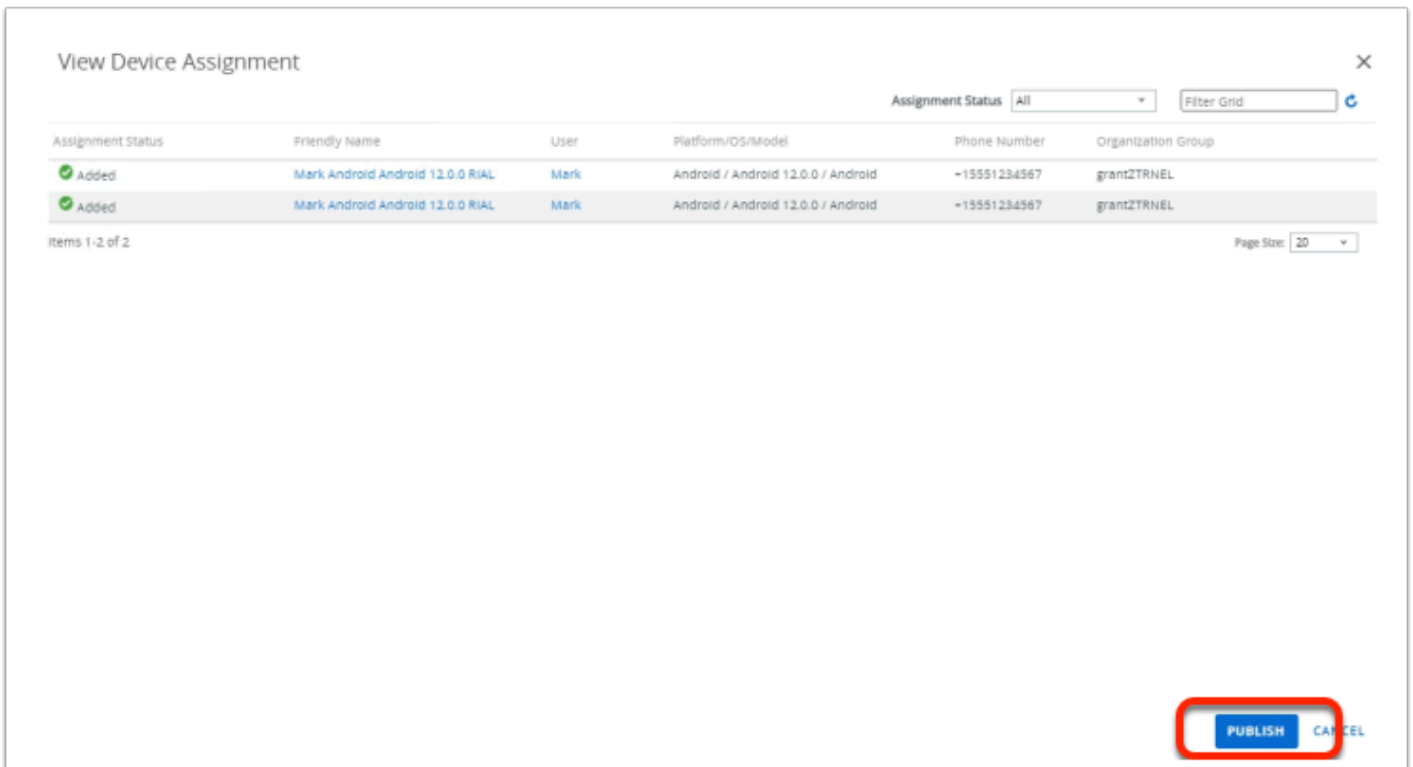 View Device Assignment
Assignment Status All Filter Grid
Assignment Status Friendly Name User Platform/OS/Model Phone Number Organization Group
Added Mark Android Android 12.0.0 RIAL Mark Android / Android 12.0.0 / Android +15551234567 grantZTRNEL
Added Mark Android Android 12.0.0 RIAL Mark Android / Android 12.0.0 / Android +15551234567 grantZTRNEL
Items 1-2 of 2 Page Size: 20
PUBLISH CANCEL